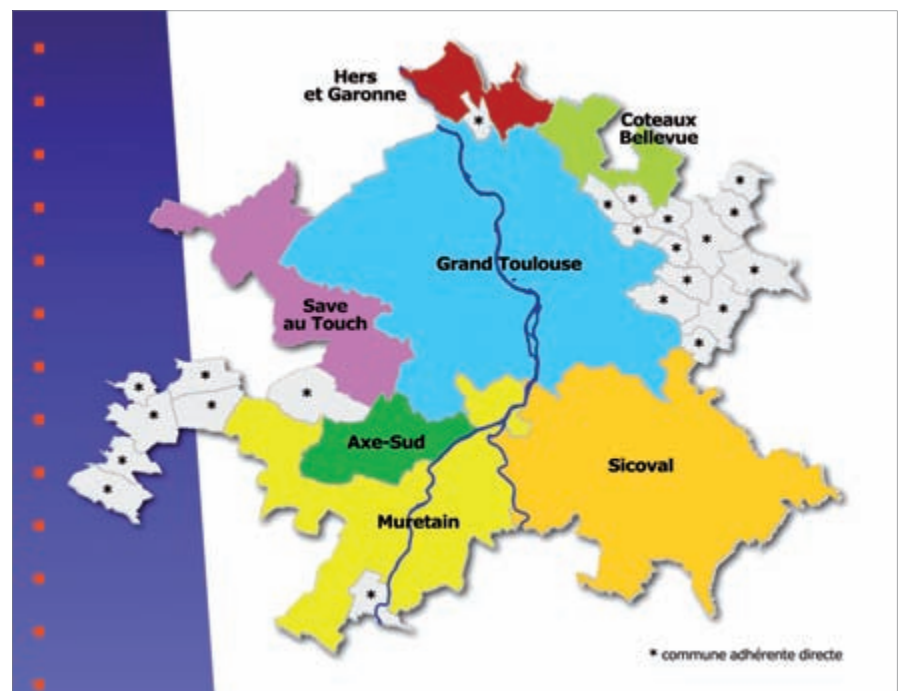 Hers
et Garonne
*
Coteaux
Bellevue
*
* *
* *
*
* *
Grand Toulouse
*
*
* *
Save
au Touch
*
*
* * *
* *
Axe-Sud
*
Sicoval
*
Muretain
*
* commune adhérente directe